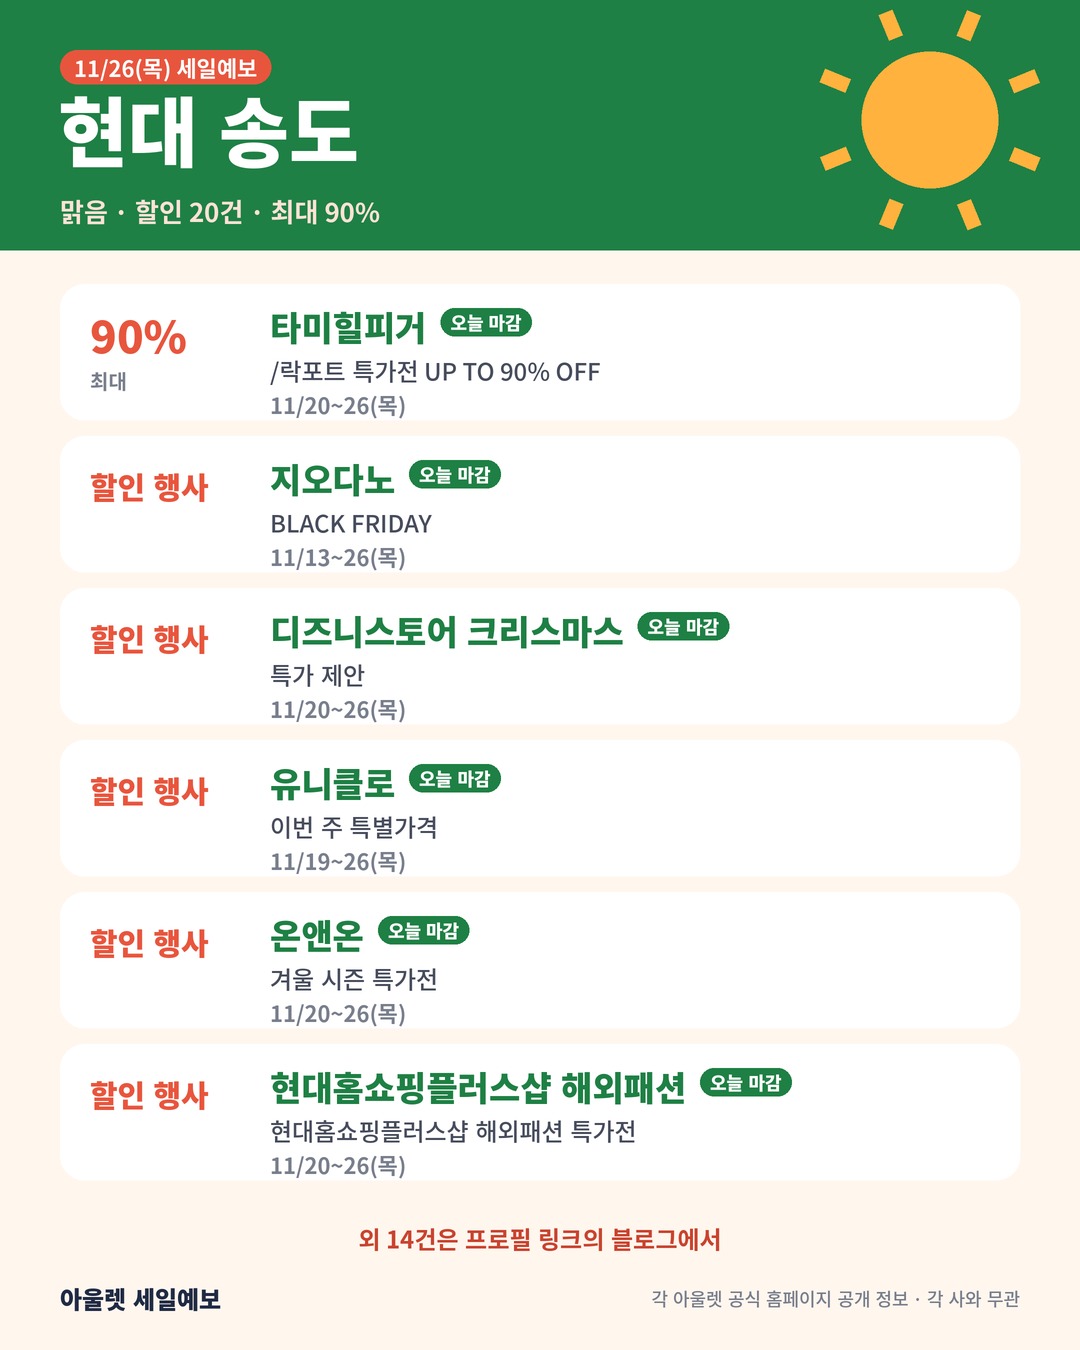 11/26(목) 세일예보
현대 송도
맑음 · 할인 20건 · 최대 90%
90%
최대
타미힐피거 오늘 마감
/락포트 특가전 UP TO 90% OFF
11/20~26(목)
할인 행사
지오다노 오늘 마감
BLACK FRIDAY
11/13~26(목)
할인 행사
디즈니스토어 크리스마스 오늘 마감
특가 제안
11/20~26(목)
할인 행사
유니클로 오늘 마감
이번 주 특별가격
11/19~26(목)
할인 행사
온앤온 오늘 마감
겨울 시즌 특가전
11/20~26(목)
할인 행사
현대홈쇼핑플러스샵 해외패션 오늘 마감
현대홈쇼핑플러스샵 해외패션 특가전
11/20~26(목)
외 14건은 프로필 링크의 블로그에서
아울렛 세일예보
각 아울렛 공식 홈페이지 공개 정보 · 각 사와 무관